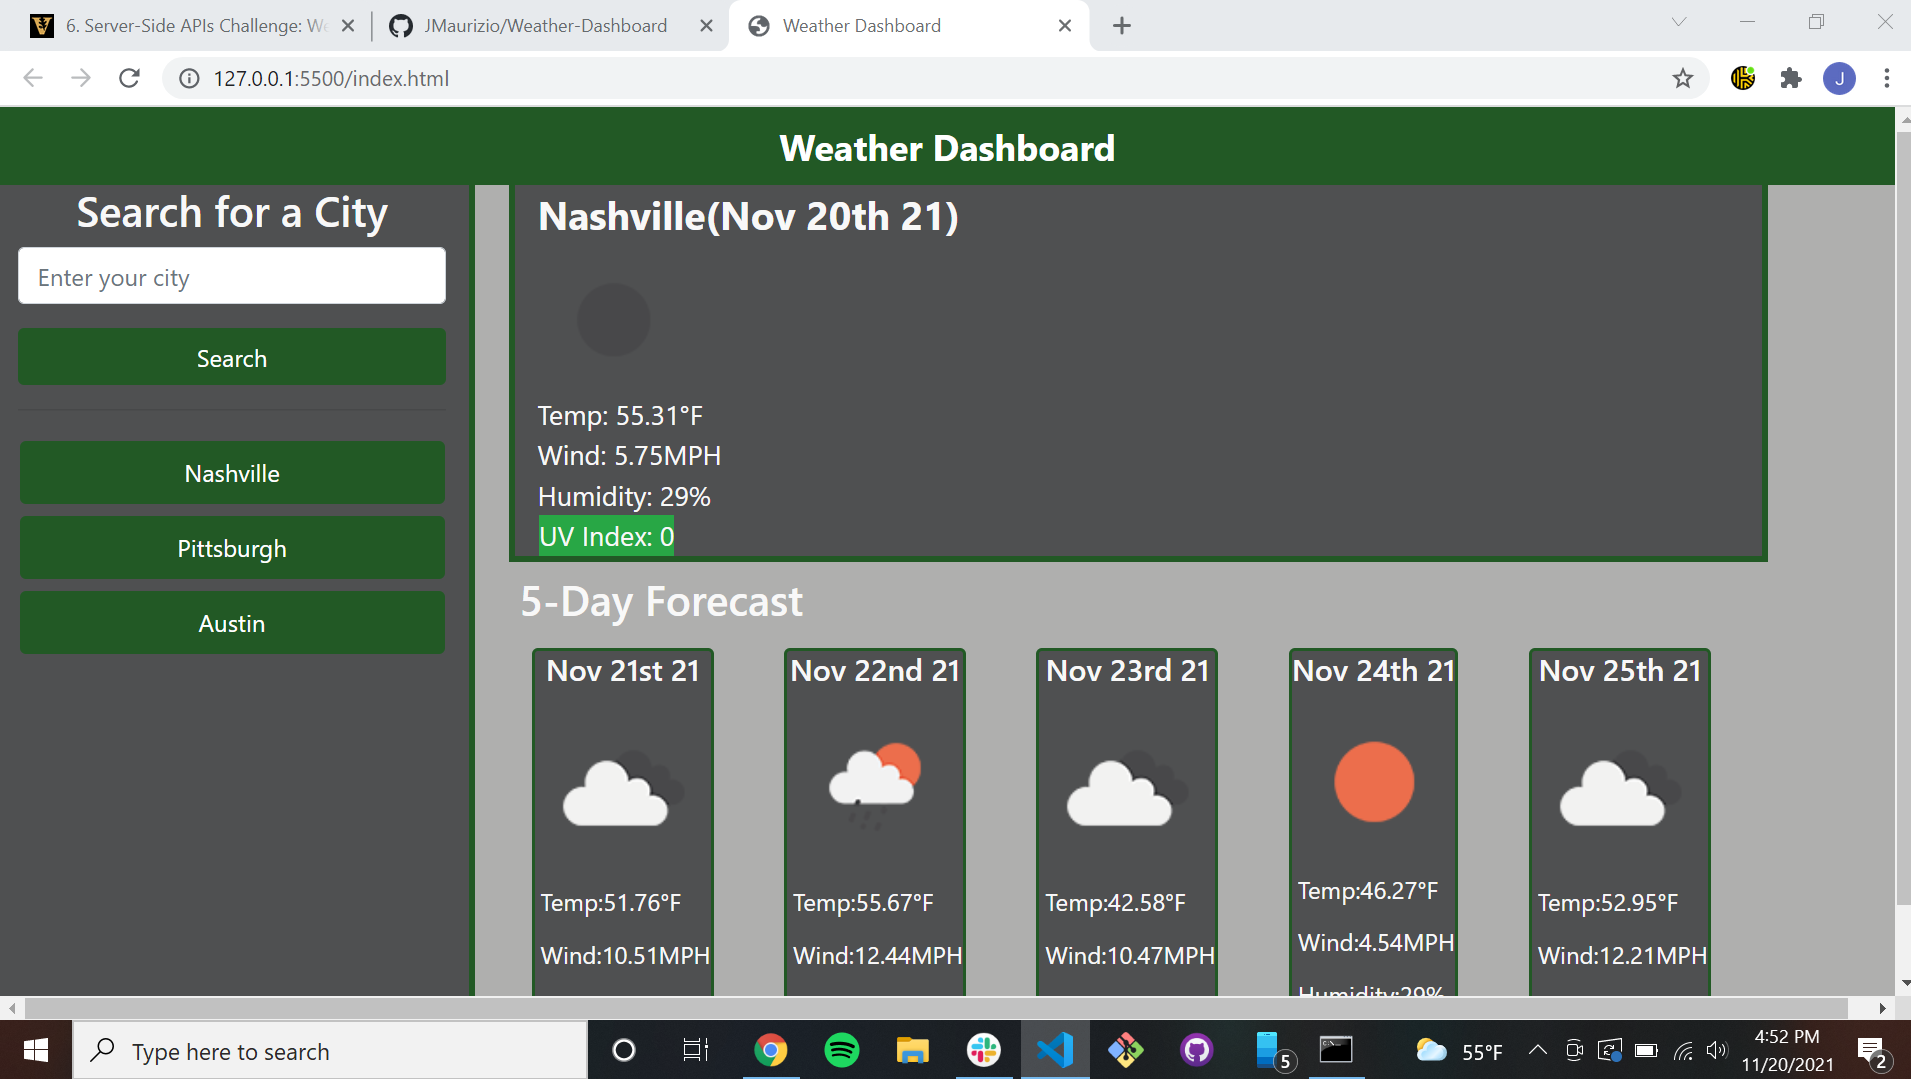 6. Server-Side APIs Challenge: We
JMaurizio/Weather-Dashboard
Weather Dashboard
127.0.0.1:5500/index.html
J
Weather Dashboard
Search for a City
Enter your city
Search
Nashville
Pittsburgh
Austin
Nashville(Nov 20th 21)
Temp: 55.31°F
Wind: 5.75MPH
Humidity: 29%
UV Index: 0
5-Day Forecast
Nov 21st 21
Temp:51.76°F
Wind:10.51MPH
Nov 22nd 21
Temp:55.67°F
Wind:12.44MPH
Nov 23rd 21
Temp:42.58°F
Wind:10.47MPH
Nov 24th 21
Temp:46.27°F
Wind:4.54MPH
Humidity:29%
Nov 25th 21
Temp:52.95°F
Wind:12.21MPH
Type here to search
5
55°F
4:52 PM
11/20/2021
2